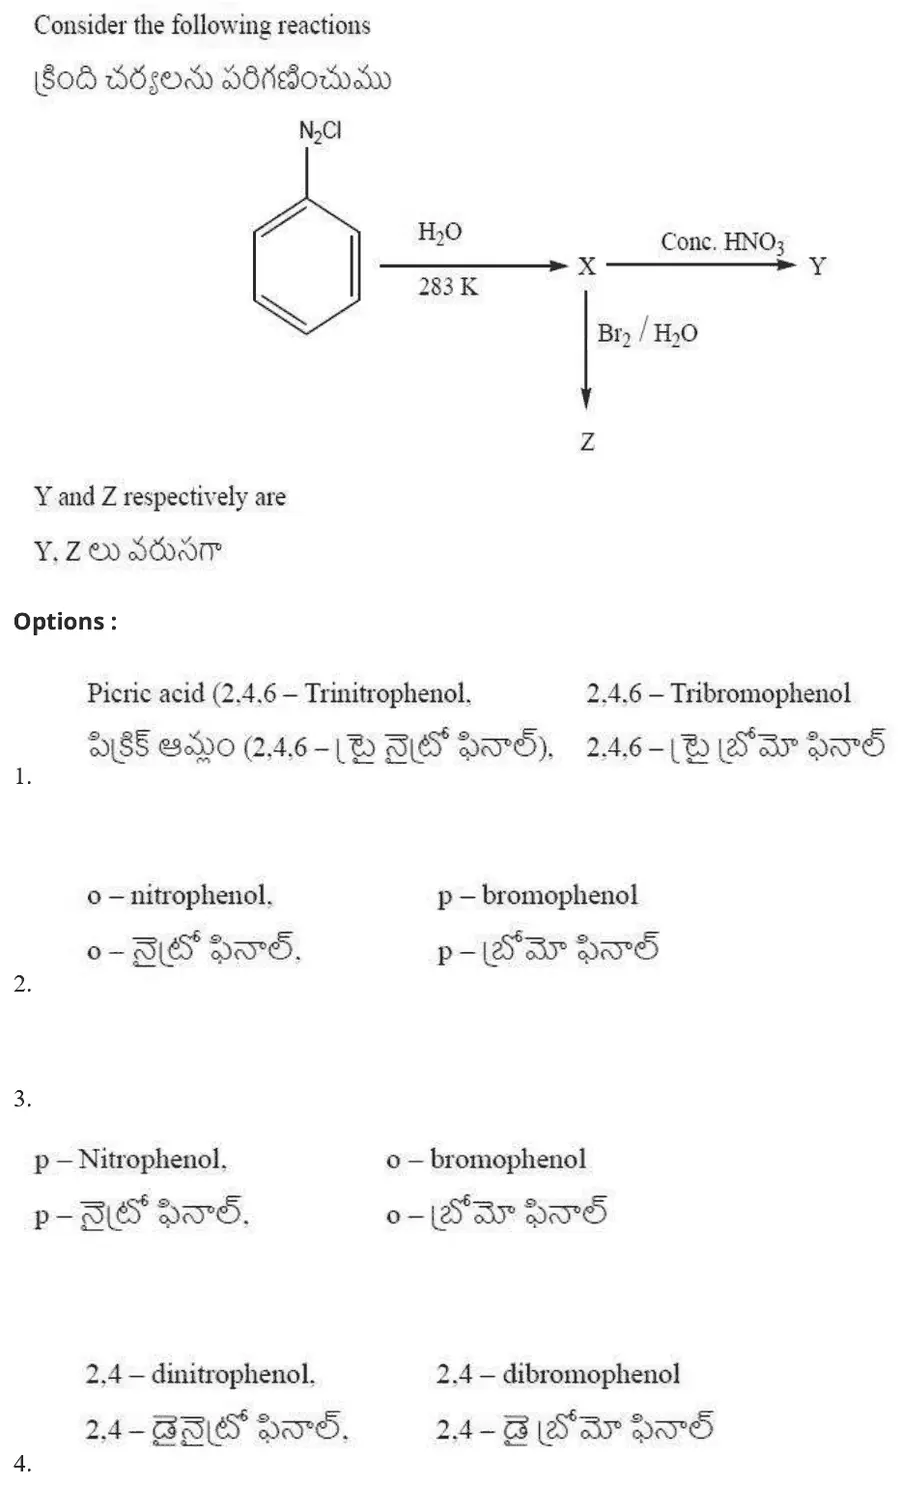 Consider the following reactions
క్రింది చర్యలను పరిగణించుము
N2Cl
H2O
283 K
X
Conc. HNO3
Y
Br2 / H2O
Z
Y and Z respectively are
Y, Z లు వరుసగా
Options :
Picric acid (2,4,6 – Trinitrophenol, 2,4,6 – Tribromophenol
పిక్రిక్ ఆమ్లం (2,4,6 – ట్రై నైట్రో ఫినాల్), 2,4,6 – ట్రై బ్రోమో ఫినాల్
1.
o – nitrophenol, p – bromophenol
o – నైట్రో ఫినాల్, p – బ్రోమో ఫినాల్
2.
3.
p – Nitrophenol, o – bromophenol
p – నైట్రో ఫినాల్, o – బ్రోమో ఫినాల్
2,4 – dinitrophenol, 2,4 – dibromophenol
2,4 – డైనైట్రో ఫినాల్, 2,4 – డై బ్రోమో ఫినాల్
4.